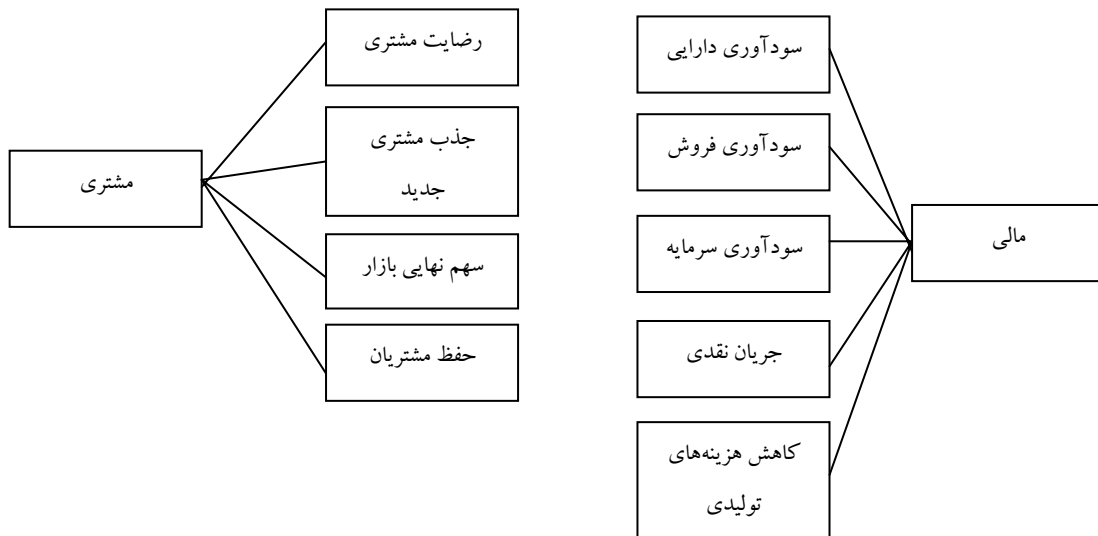 مالی
سودآوری دارایی
سودآوری فروش
سودآوری سرمایه
جریان نقدی
کاهش هزینه‌های
تولیدی
مشتری
رضایت مشتری
جذب مشتری
جدید
سهم نهایی بازار
حفظ مشتریان